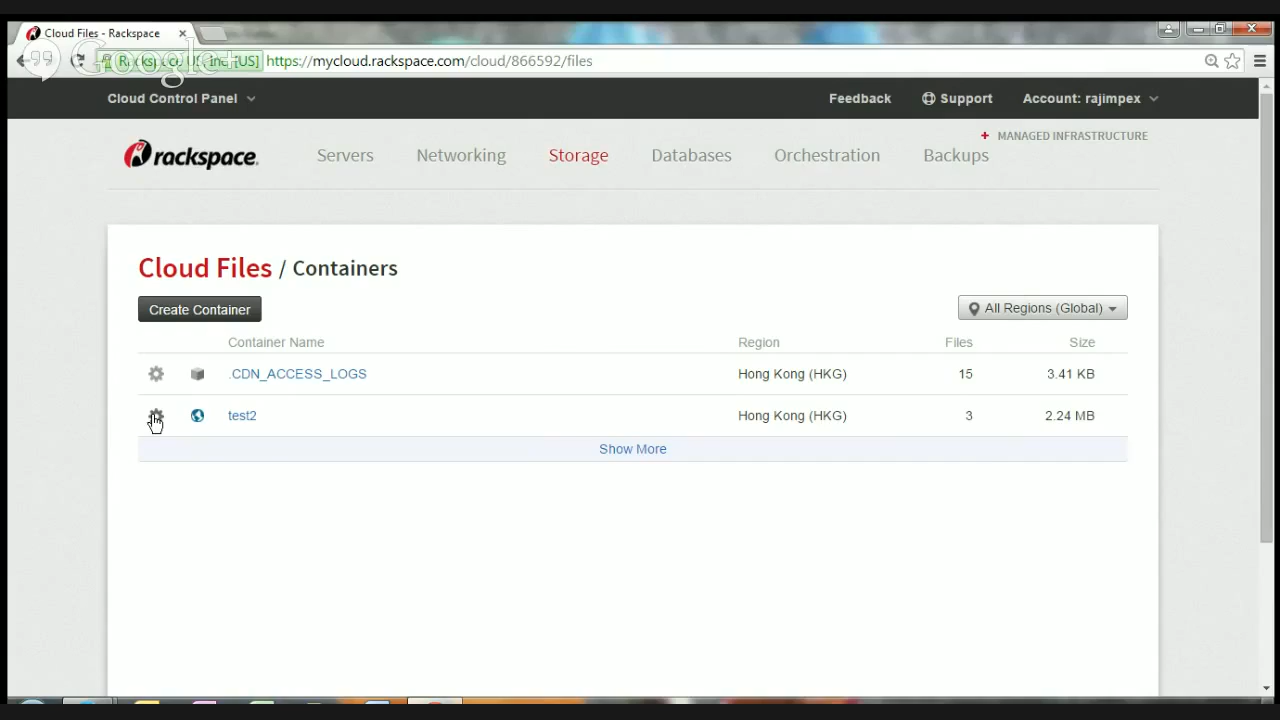 Cloud Files - Rackspace
Google+
https://mycloud.rackspace.com/cloud/866592/files
Cloud Control Panel
Feedback
Support
Account: rajimpex
rackspace
Servers
Networking
Storage
Databases
Orchestration
Backups
+ MANAGED INFRASTRUCTURE
Cloud Files / Containers
Create Container
All Regions (Global)
Container Name Region Files Size
.CDN_ACCESS_LOGS Hong Kong (HKG) 15 3.41 KB
test2 Hong Kong (HKG) 3 2.24 MB
Show More